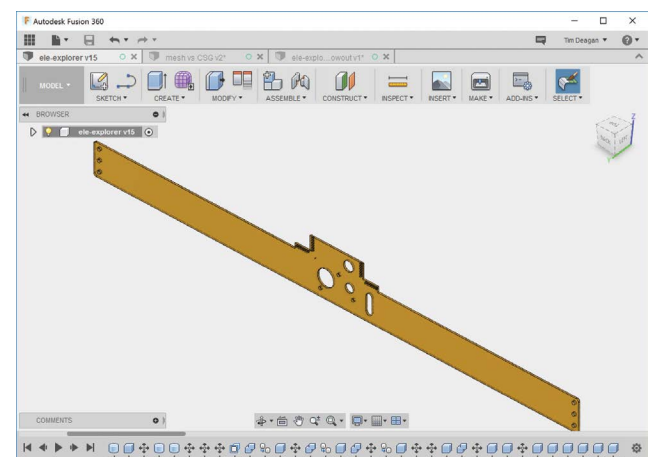 Autodesk Fusion 360
Tim Deagan
ele-explorer v15
mesh vs CSG v2*
ele-explo...owout v1*
MODEL
SKETCH
CREATE
MODIFY
ASSEMBLE
CONSTRUCT
INSPECT
INSERT
MAKE
ADD-INS
SELECT
BROWSER
ele-explorer v15
Z
COMMENTS